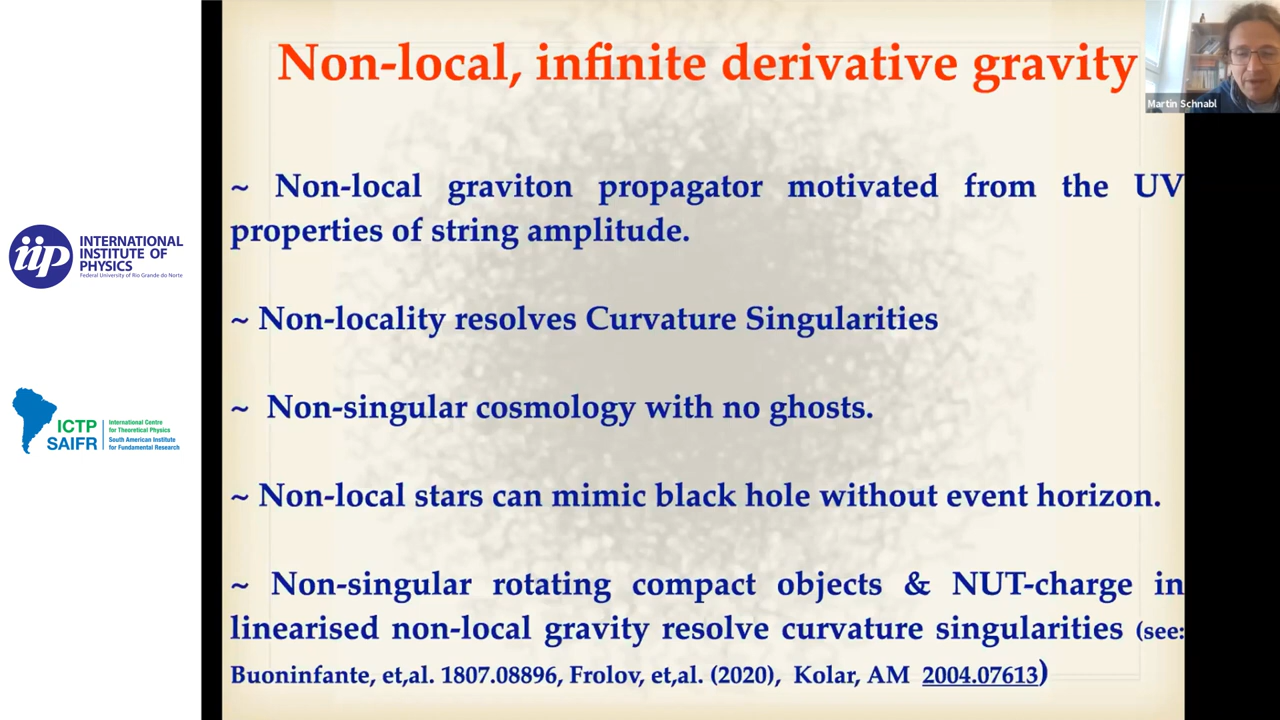 Non-local, infinite derivative gravity
Martin Schnabl
~ Non-local graviton propagator motivated from the UV
properties of string amplitude.
iip
INTERNATIONAL
INSTITUTE OF
PHYSICS
Federal University of Rio Grande do Norte
~ Non-locality resolves Curvature Singularities
~ Non-singular cosmology with no ghosts.
ICTP
SAIFR
International Centre
for Theoretical Physics
South American Institute
for Fundamental Research
~ Non-local stars can mimic black hole without event horizon.
~ Non-singular rotating compact objects & NUT-charge in
linearised non-local gravity resolve curvature singularities (see:
Buoninfante, et,al. 1807.08896, Frolov, et,al. (2020), Kolar, AM 2004.07613)